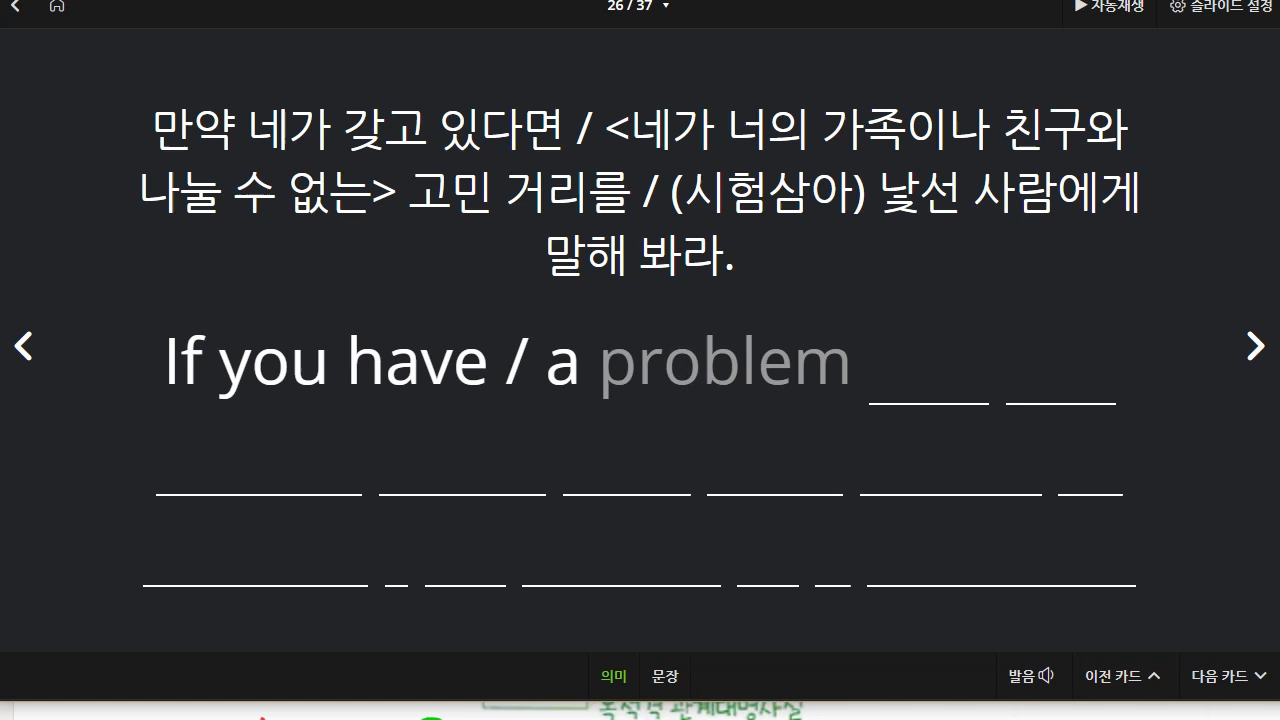 26 / 37
▶ 자동재생
슬라이드 설정
만약 네가 갖고 있다면 / <네가 너의 가족이나 친구와
나눌 수 없는> 고민 거리를 / (시험삼아) 낯선 사람에게
말해 봐라.
If you have / a problem
의미
문장
발음
이전 카드
다음 카드